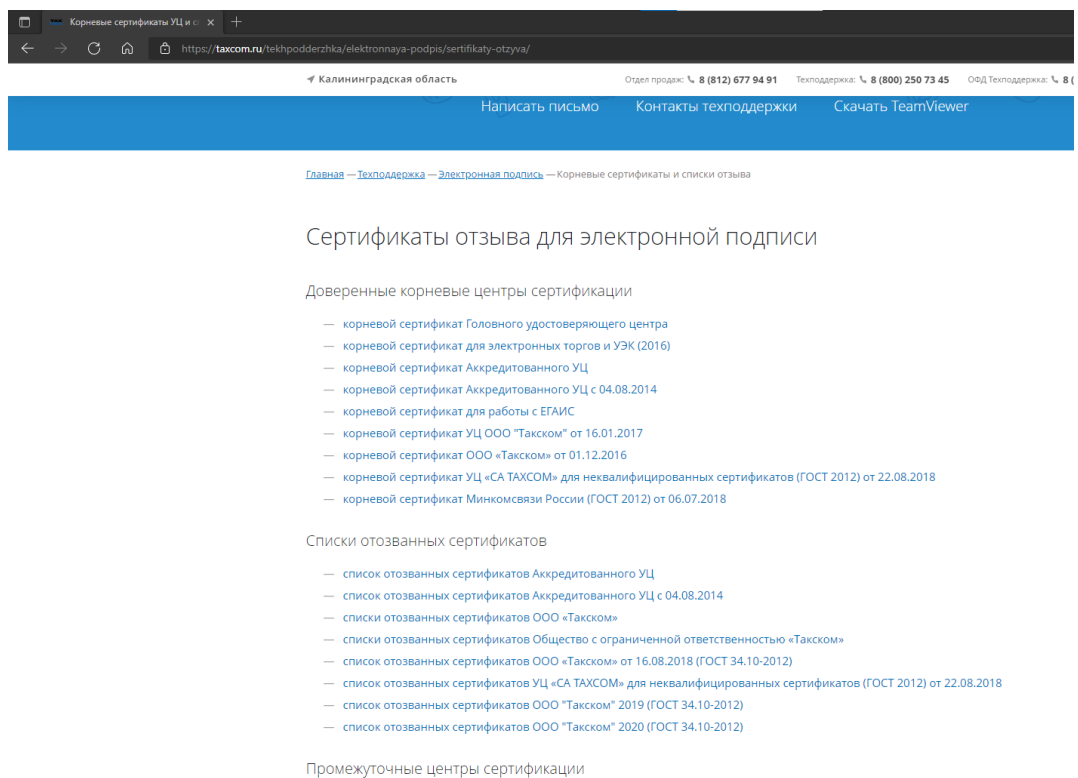 Корневые сертификаты УЦ и с
https://taxcom.ru/tekhpodderzhka/elektronnaya-podpis/sertifikaty-otzyva/
Калининградская область Отдел продаж: 8 (812) 677 94 91 Техподдержка: 8 (800) 250 73 45 ОФД Техподдержка: 8 (
Написать письмо Контакты техподдержки Скачать TeamViewer
Главная — Техподдержка — Электронная подпись — Корневые сертификаты и списки отзыва
Сертификаты отзыва для электронной подписи
Доверенные корневые центры сертификации
— корневой сертификат Головного удостоверяющего центра
— корневой сертификат для электронных торгов и УЭК (2016)
— корневой сертификат Аккредитованного УЦ
— корневой сертификат Аккредитованного УЦ с 04.08.2014
— корневой сертификат для работы с ЕГАИС
— корневой сертификат УЦ ООО "Такском" от 16.01.2017
— корневой сертификат ООО «Такском» от 01.12.2016
— корневой сертификат УЦ «CA TAXCOM» для неквалифицированных сертификатов (ГОСТ 2012) от 22.08.2018
— корневой сертификат Минкомсвязи России (ГОСТ 2012) от 06.07.2018
Списки отозванных сертификатов
— список отозванных сертификатов Аккредитованного УЦ
— список отозванных сертификатов Аккредитованного УЦ с 04.08.2014
— списки отозванных сертификатов ООО «Такском»
— списки отозванных сертификатов Общество с ограниченной ответственностью «Такском»
— список отозванных сертификатов ООО «Такском» от 16.08.2018 (ГОСТ 34.10-2012)
— список отозванных сертификатов УЦ «CA TAXCOM» для неквалифицированных сертификатов (ГОСТ 2012) от 22.08.2018
— список отозванных сертификатов ООО "Такском" 2019 (ГОСТ 34.10-2012)
— список отозванных сертификатов ООО "Такском" 2020 (ГОСТ 34.10-2012)
Промежуточные центры сертификации